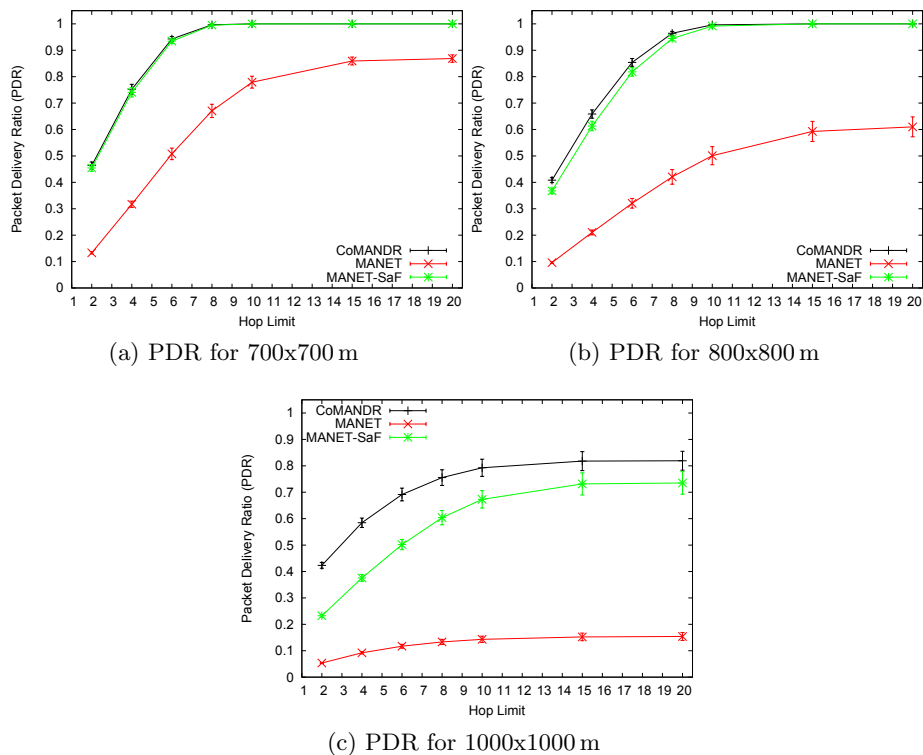 1
0.9
0.8
0.7
0.6
0.5
0.4
0.3
0.2
0.1
0
Packet Delivery Ratio (PDR)
CoMANDR
MANET
MANET-SaF
1 2 3 4 5 6 7 8 9 10 11 12 13 14 15 16 17 18 19 20
Hop Limit
(a) PDR for 700x700 m
1
0.9
0.8
0.7
0.6
0.5
0.4
0.3
0.2
0.1
0
Packet Delivery Ratio (PDR)
CoMANDR
MANET
MANET-SaF
1 2 3 4 5 6 7 8 9 10 11 12 13 14 15 16 17 18 19 20
Hop Limit
(b) PDR for 800x800 m
1
0.9
0.8
0.7
0.6
0.5
0.4
0.3
0.2
0.1
0
Packet Delivery Ratio (PDR)
CoMANDR
MANET
MANET-SaF
1 2 3 4 5 6 7 8 9 10 11 12 13 14 15 16 17 18 19 20
Hop Limit
(c) PDR for 1000x1000 m